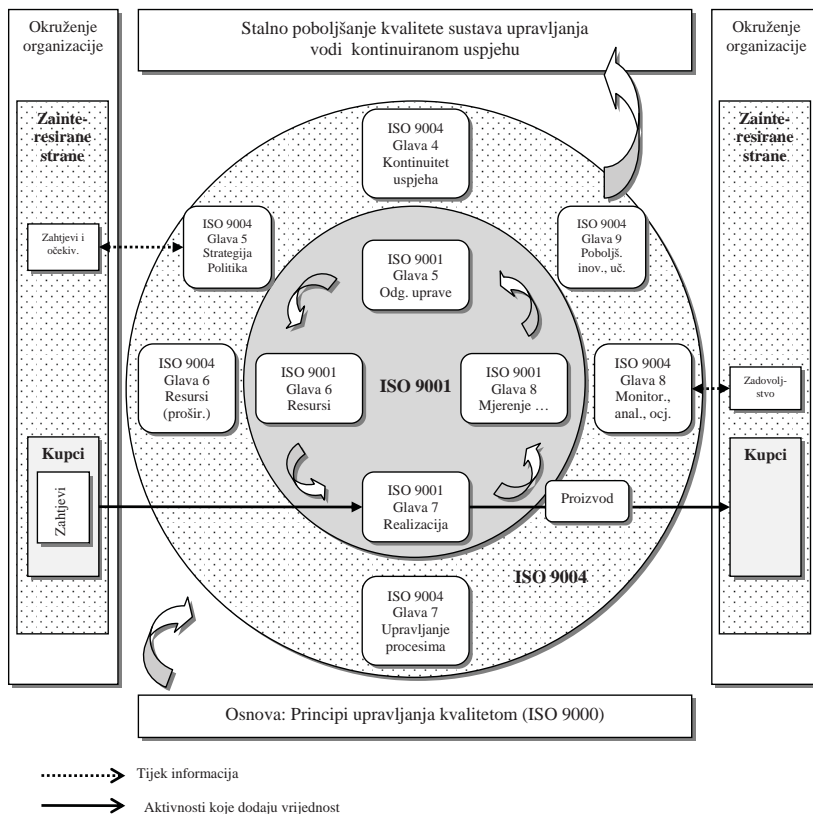 Okruženje
organizacije
Stalno poboljšanje kvalitete sustava upravljanja
vodi kontinuiranom uspjehu
Okruženje
organizacije
Zainte-
resirane
strane
Zahtjevi i
očekiv.
Kupci
Zahtjevi
ISO 9004
Glava 4
Kontinuitet
uspjeha
ISO 9004
Glava 5
Strategija
Politika
ISO 9004
Glava 9
Poboljš.
inov., uč.
ISO 9001
Glava 5
Odg. uprave
ISO 9004
Glava 6
Resursi
(prošir.)
ISO 9001
Glava 6
Resursi
ISO 9001
ISO 9001
Glava 8
Mjerenje …
ISO 9004
Glava 8
Monitor.,
anal., ocj.
ISO 9001
Glava 7
Realizacija
Proizvod
ISO 9004
ISO 9004
Glava 7
Upravljanje
procesima
Zainte-
resirane
strane
Zadovolj-
stvo
Kupci
Osnova: Principi upravljanja kvalitetom (ISO 9000)
Tijek informacija
Aktivnosti koje dodaju vrijednost